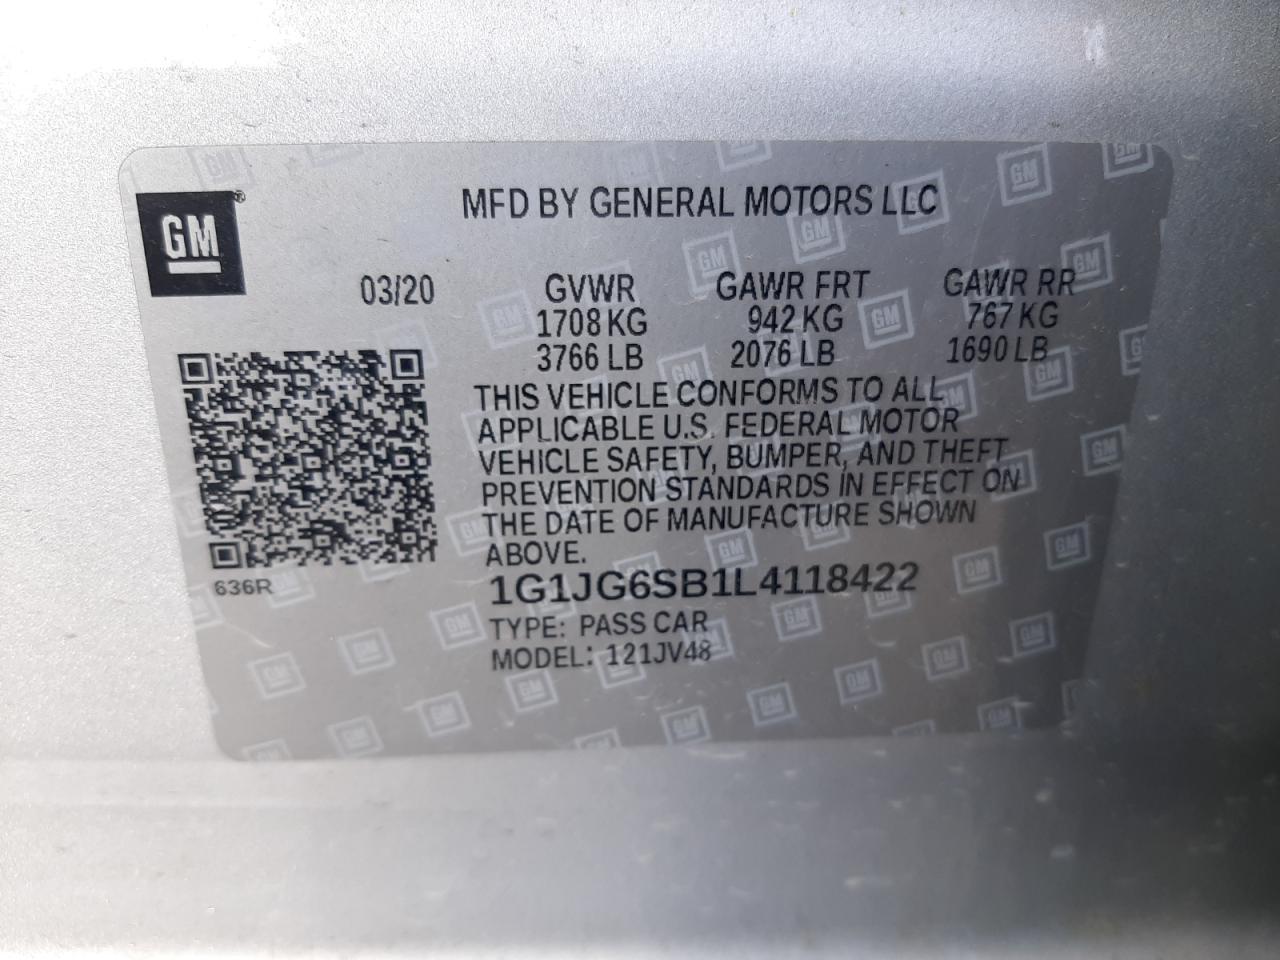 GM®
MFD BY GENERAL MOTORS LLC
03/20 GVWR GAWR FRT GAWR RR
1708 KG 942 KG 767 KG
3766 LB 2076 LB 1690 LB
THIS VEHICLE CONFORMS TO ALL
APPLICABLE U.S. FEDERAL MOTOR
VEHICLE SAFETY, BUMPER, AND THEFT
PREVENTION STANDARDS IN EFFECT ON
THE DATE OF MANUFACTURE SHOWN
ABOVE.
636R
1G1JG6SB1L4118422
TYPE: PASS CAR
MODEL: 121JV48